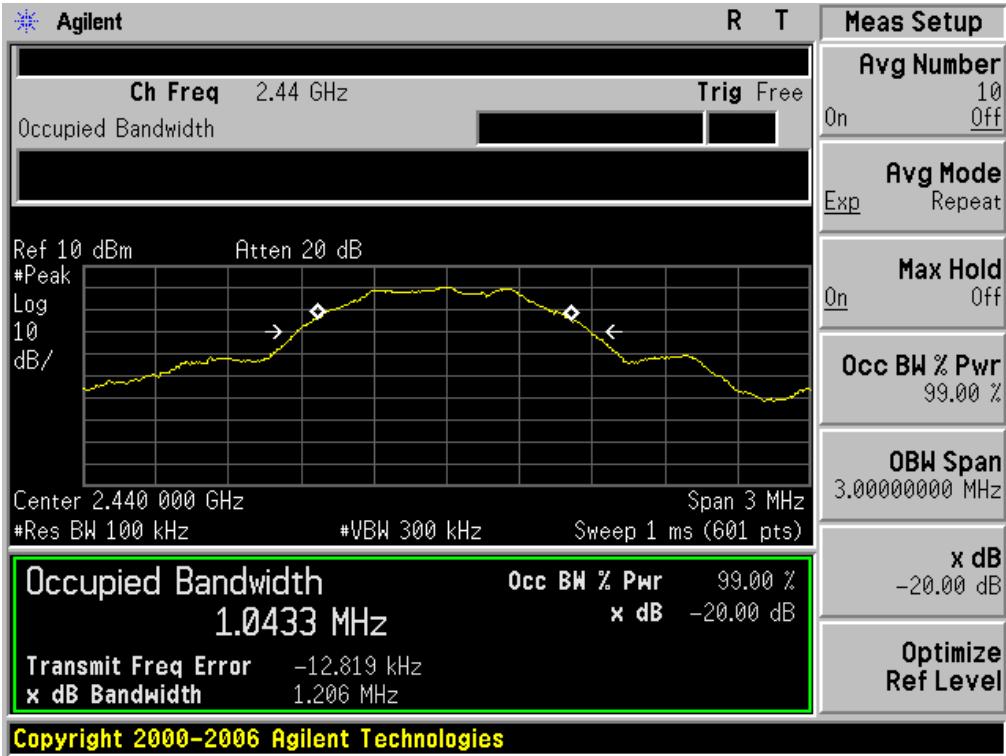 Agilent R T
Ch Freq 2.44 GHz Trig Free
Occupied Bandwidth
Ref 10 dBm Atten 20 dB
#Peak
Log
10
dB/
Center 2.440 000 GHz Span 3 MHz
#Res BW 100 kHz #VBW 300 kHz Sweep 1 ms (601 pts)
Occupied Bandwidth Occ BW % Pwr 99.00 %
1.0433 MHz x dB -20.00 dB
Transmit Freq Error -12.819 kHz
x dB Bandwidth 1.206 MHz
Copyright 2000-2006 Agilent Technologies
Meas Setup
Avg Number
10
On Off
Avg Mode
Exp Repeat
Max Hold
On Off
Occ BW % Pwr
99.00 %
OBW Span
3.00000000 MHz
x dB
-20.00 dB
Optimize
Ref Level